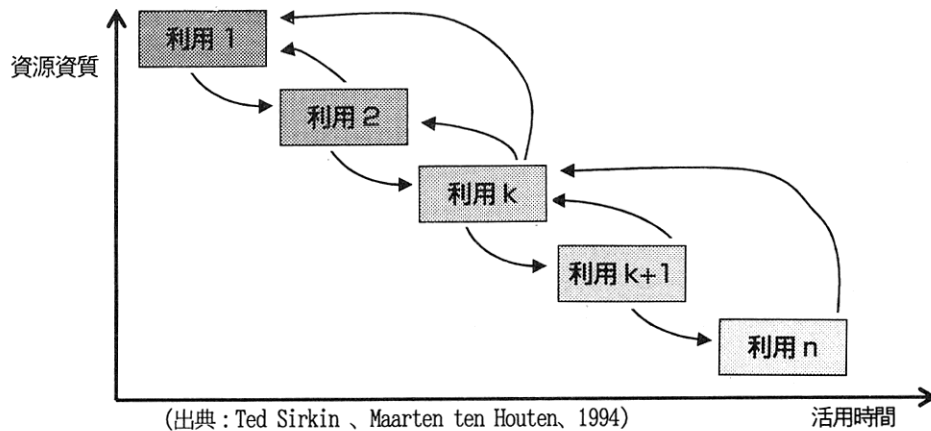 利用 1
資源資質
利用 2
利用 k
利用 k+1
利用 n
(出典：Ted Sirkin 、Maarten ten Houten、1994)
活用時間